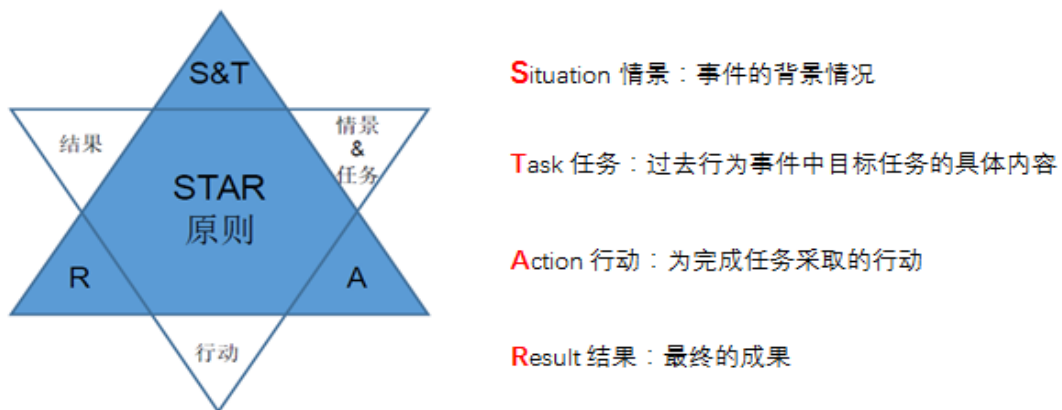 S&T
结果
情景
&
任务
STAR
原则
R
A
行动
Situation 情景：事件的背景情况
Task 任务：过去行为事件中目标任务的具体内容
Action 行动：为完成任务采取的行动
Result 结果：最终的成果